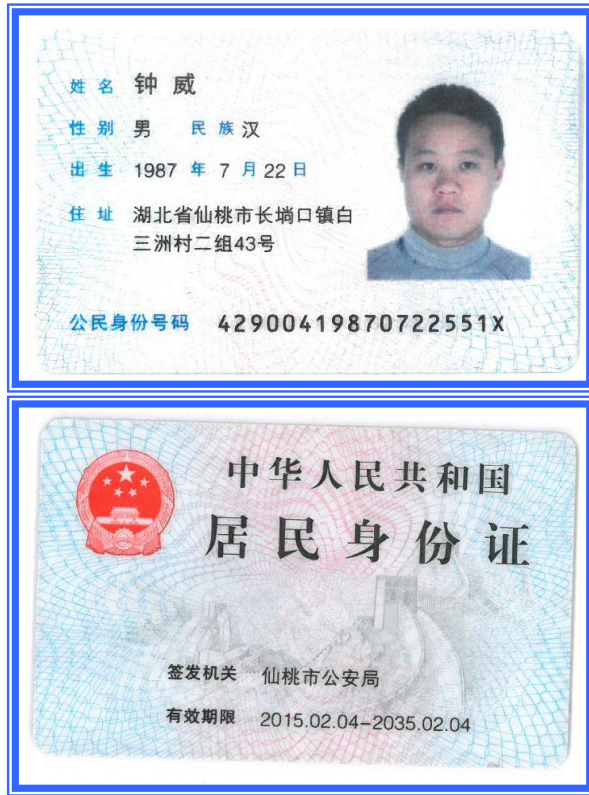 姓名 钟威
性别 男 民族 汉
出生 1987 年 7 月 22 日
住址 湖北省仙桃市长埫口镇白
三洲村二组43号
公民身份号码 42900419870722551X
中华人民共和国
居民身份证
签发机关 仙桃市公安局
有效期限 2015.02.04-2035.02.04